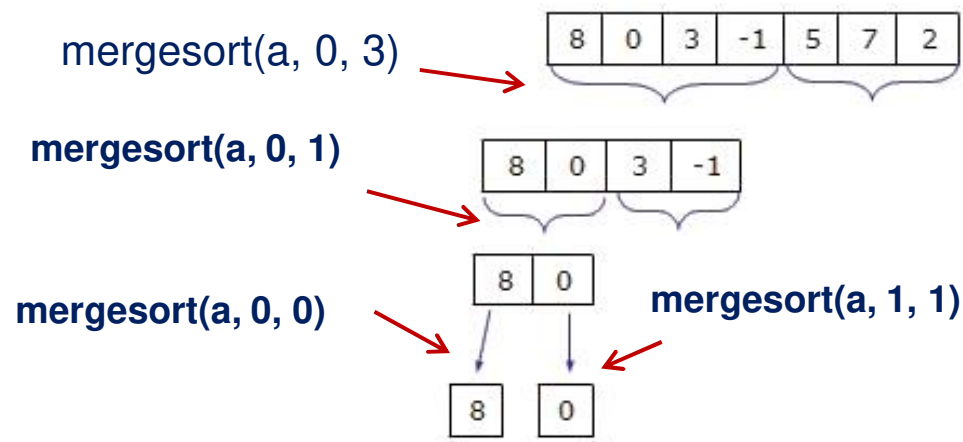 mergesort(a, 0, 3)
8 0 3 -1 5 7 2
mergesort(a, 0, 1)
8 0 3 -1
8 0
mergesort(a, 0, 0)
mergesort(a, 1, 1)
8 0